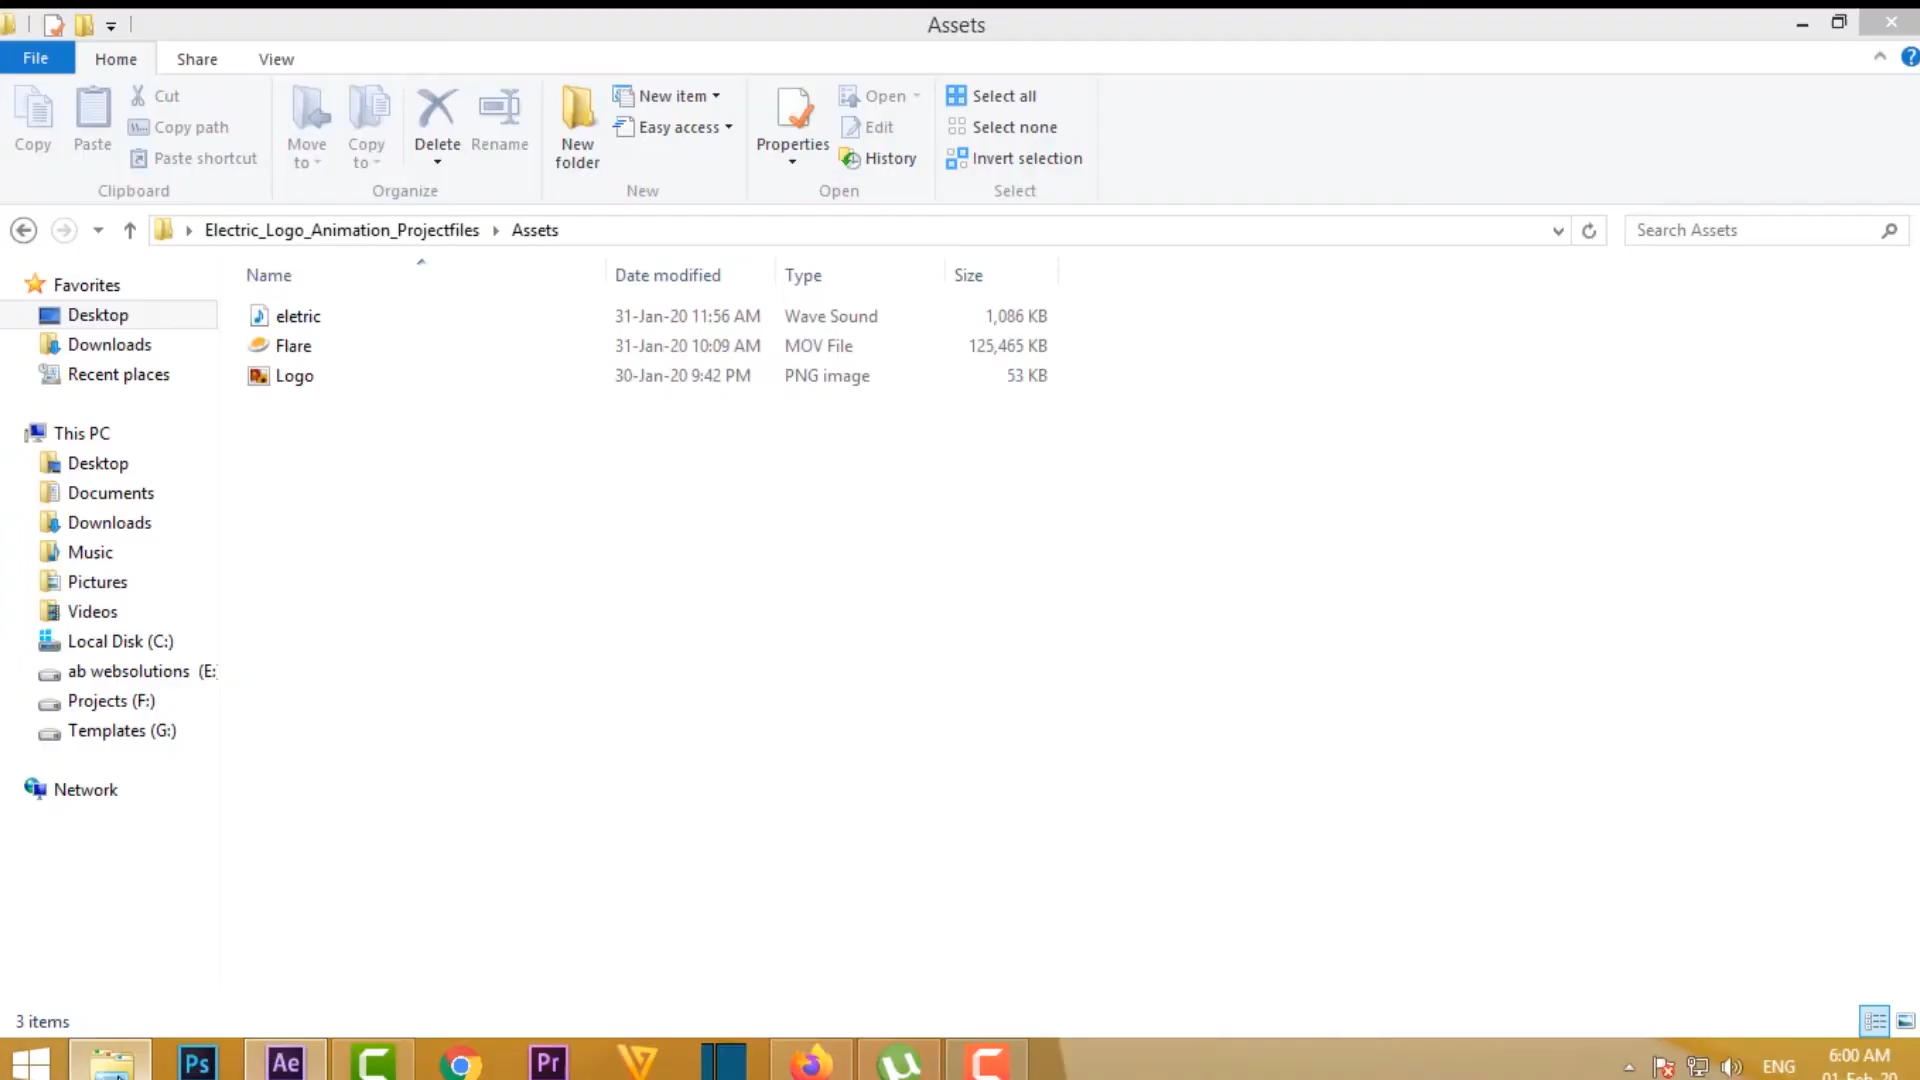 Assets
File Home Share View
Copy
Paste
Cut
Copy path
Paste shortcut
Clipboard
Move to
Copy to
Delete
Rename
Organize
New folder
New item
Easy access
New
Properties
Open
Edit
History
Open
Select all
Select none
Invert selection
Select
Electric_Logo_Animation_Projectfiles Assets
Search Assets
Favorites
Desktop
Downloads
Recent places
This PC
Desktop
Documents
Downloads
Music
Pictures
Videos
Local Disk (C:)
ab websolutions (E:
Projects (F:)
Templates (G:)
Network
Name Date modified Type Size
eletric 31-Jan-20 11:56 AM Wave Sound 1,086 KB
Flare 31-Jan-20 10:09 AM MOV File 125,465 KB
Logo 30-Jan-20 9:42 PM PNG image 53 KB
3 items
Ps Ae Pr
ENG
6:00 AM
01-Feb-20